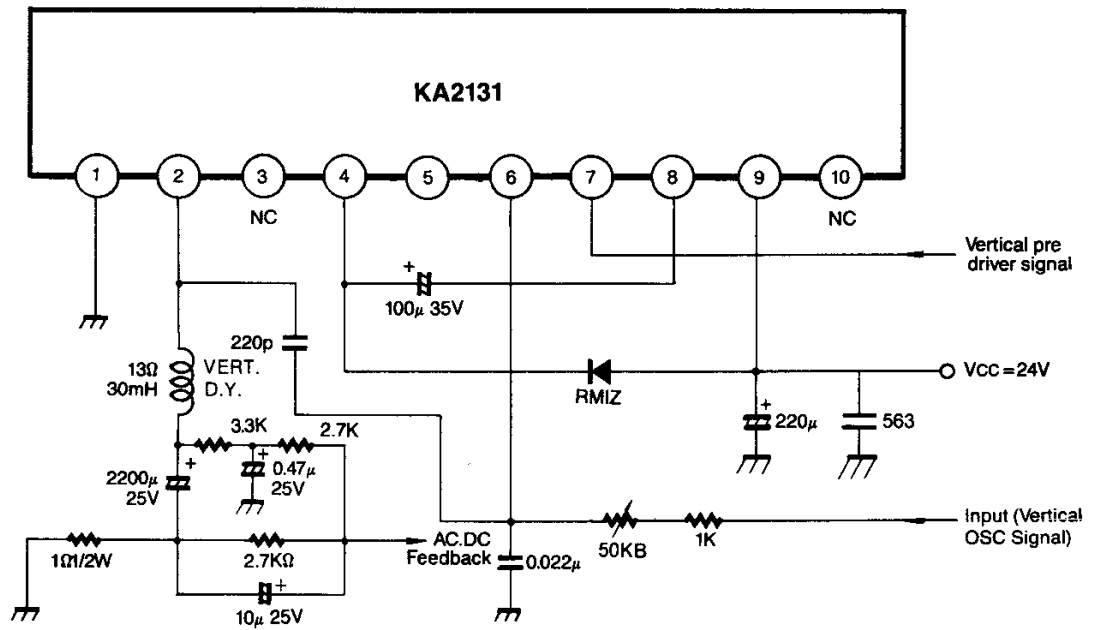 KA2131
1 2 3 4 5 6 7 8 9 10
NC
NC
Vertical pre
driver signal
+
100μ 35V
220p
13Ω
30mH
VERT.
D.Y.
RMIZ
VCC=24V
+
220μ
563
3.3K
2.7K
+
2200μ
25V
+
0.47μ
25V
Input (Vertical
OSC Signal)
50KB
1K
AC.DC
Feedback
0.022μ
1Ω1/2W
2.7KΩ
+
10μ 25V